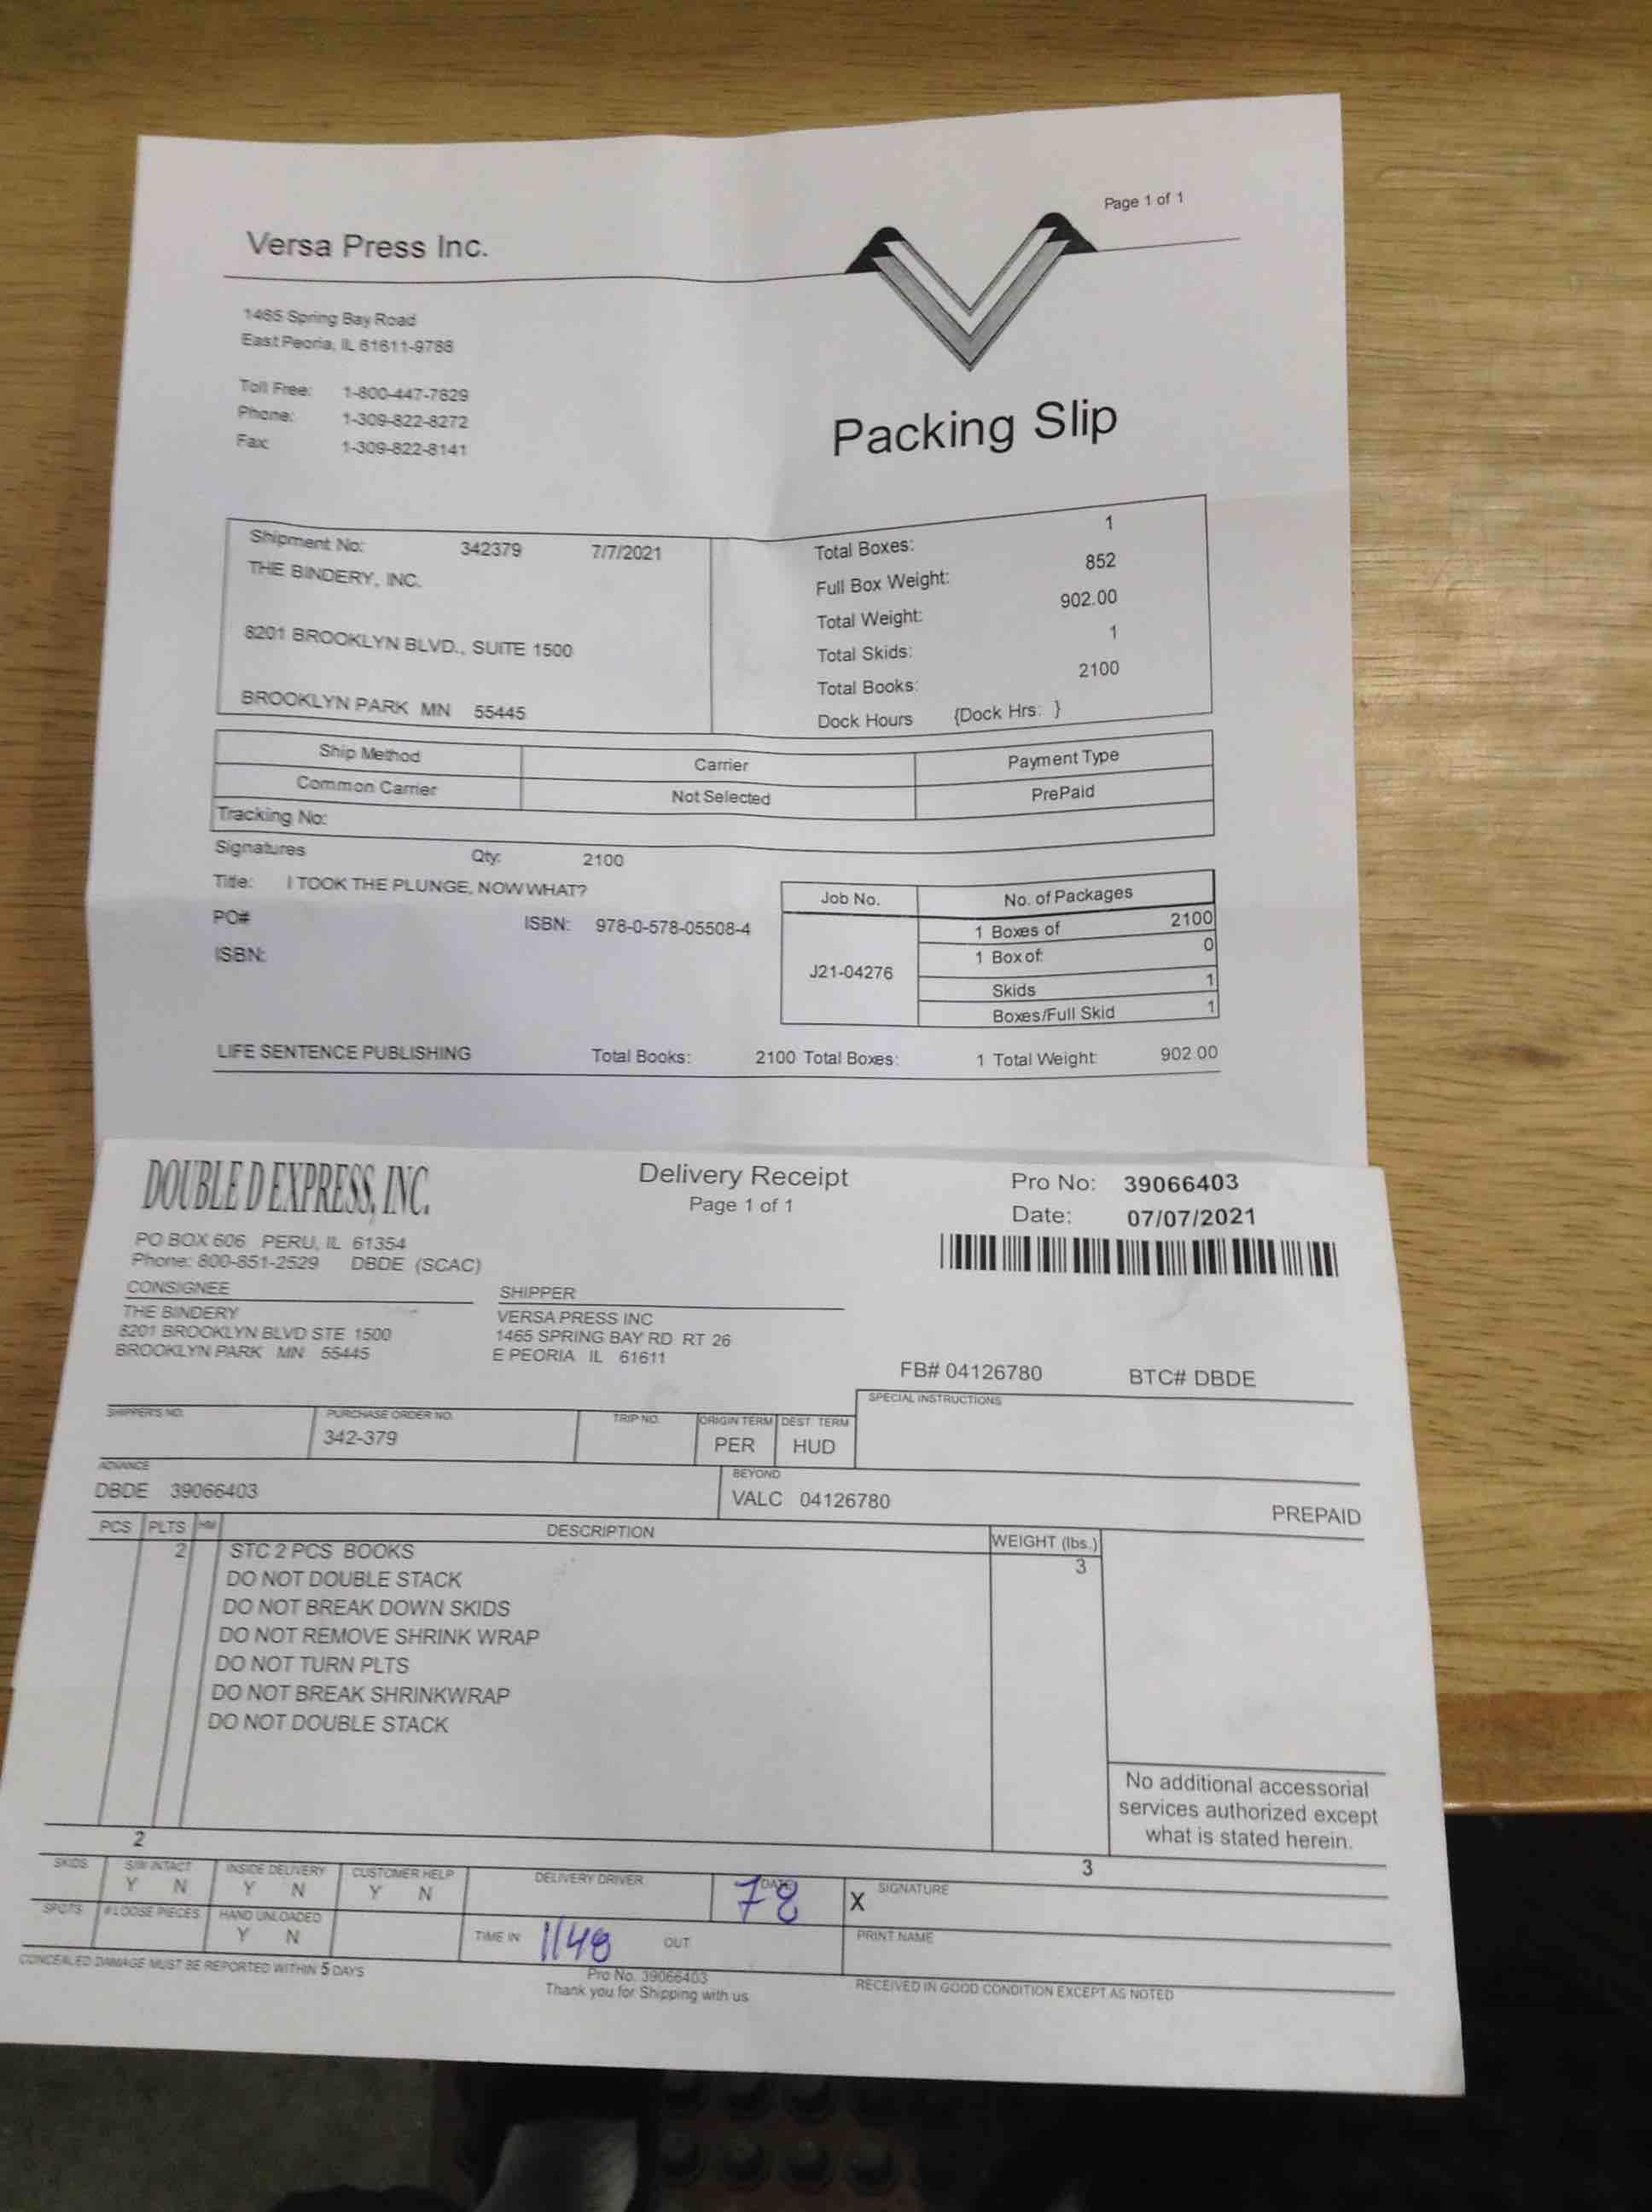 Page 1 of 1
Versa Press Inc.
1465 Spring Bay Road
East Peoria, IL 61611-9788
Toll Free: 1-800-447-7829
Phone: 1-309-822-8272
Fax: 1-309-822-8141
Packing Slip
Shipment No: 342379 7/7/2021
THE BINDERY, INC.
8201 BROOKLYN BLVD., SUITE 1500
BROOKLYN PARK MN 55445
Total Boxes: 1
Full Box Weight: 852
Total Weight: 902.00
Total Skids: 1
Total Books: 2100
Dock Hours {Dock Hrs: }
Ship Method Carrier Payment Type
Common Carrier Not Selected PrePaid
Tracking No:
Signatures Qty: 2100
Title: I TOOK THE PLUNGE, NOW WHAT?
PO# ISBN: 978-0-578-05508-4
ISBN:
Job No. No. of Packages
J21-04276
1 Boxes of 2100
1 Box of: 0
Skids 1
Boxes/Full Skid 1
LIFE SENTENCE PUBLISHING Total Books: 2100 Total Boxes: 1 Total Weight: 902.00
DOUBLE D EXPRESS, INC.
PO BOX 606 PERU, IL 61354
Phone: 800-851-2529 DBDE (SCAC)
Delivery Receipt
Page 1 of 1
Pro No: 39066403
Date: 07/07/2021
CONSIGNEE
THE BINDERY
8201 BROOKLYN BLVD STE 1500
BROOKLYN PARK MN 55445
SHIPPER
VERSA PRESS INC
1465 SPRING BAY RD RT 26
E PEORIA IL 61611
FB# 04126780 BTC# DBDE
SHIPPER'S NO. PURCHASE ORDER NO. TRIP NO. ORIGIN TERM DEST. TERM SPECIAL INSTRUCTIONS
342-379 PER HUD
ADVANCE BEYOND
DBDE 39066403 VALC 04126780 PREPAID
PCS PLTS HM DESCRIPTION WEIGHT (lbs.)
2 STC 2 PCS BOOKS 3
DO NOT DOUBLE STACK
DO NOT BREAK DOWN SKIDS
DO NOT REMOVE SHRINK WRAP
DO NOT TURN PLTS
DO NOT BREAK SHRINKWRAP
DO NOT DOUBLE STACK
No additional accessorial
services authorized except
what is stated herein.
2 3
SKIDS S/W INTACT INSIDE DELIVERY CUSTOMER HELP DELIVERY DRIVER DATE SIGNATURE
Y N Y N Y N 78 X
SPOTS # LOOSE PIECES HAND UNLOADED TIME IN 1148 OUT PRINT NAME
Y N
CONCEALED DAMAGE MUST BE REPORTED WITHIN 5 DAYS
Pro No. 39066403
Thank you for Shipping with us
RECEIVED IN GOOD CONDITION EXCEPT AS NOTED